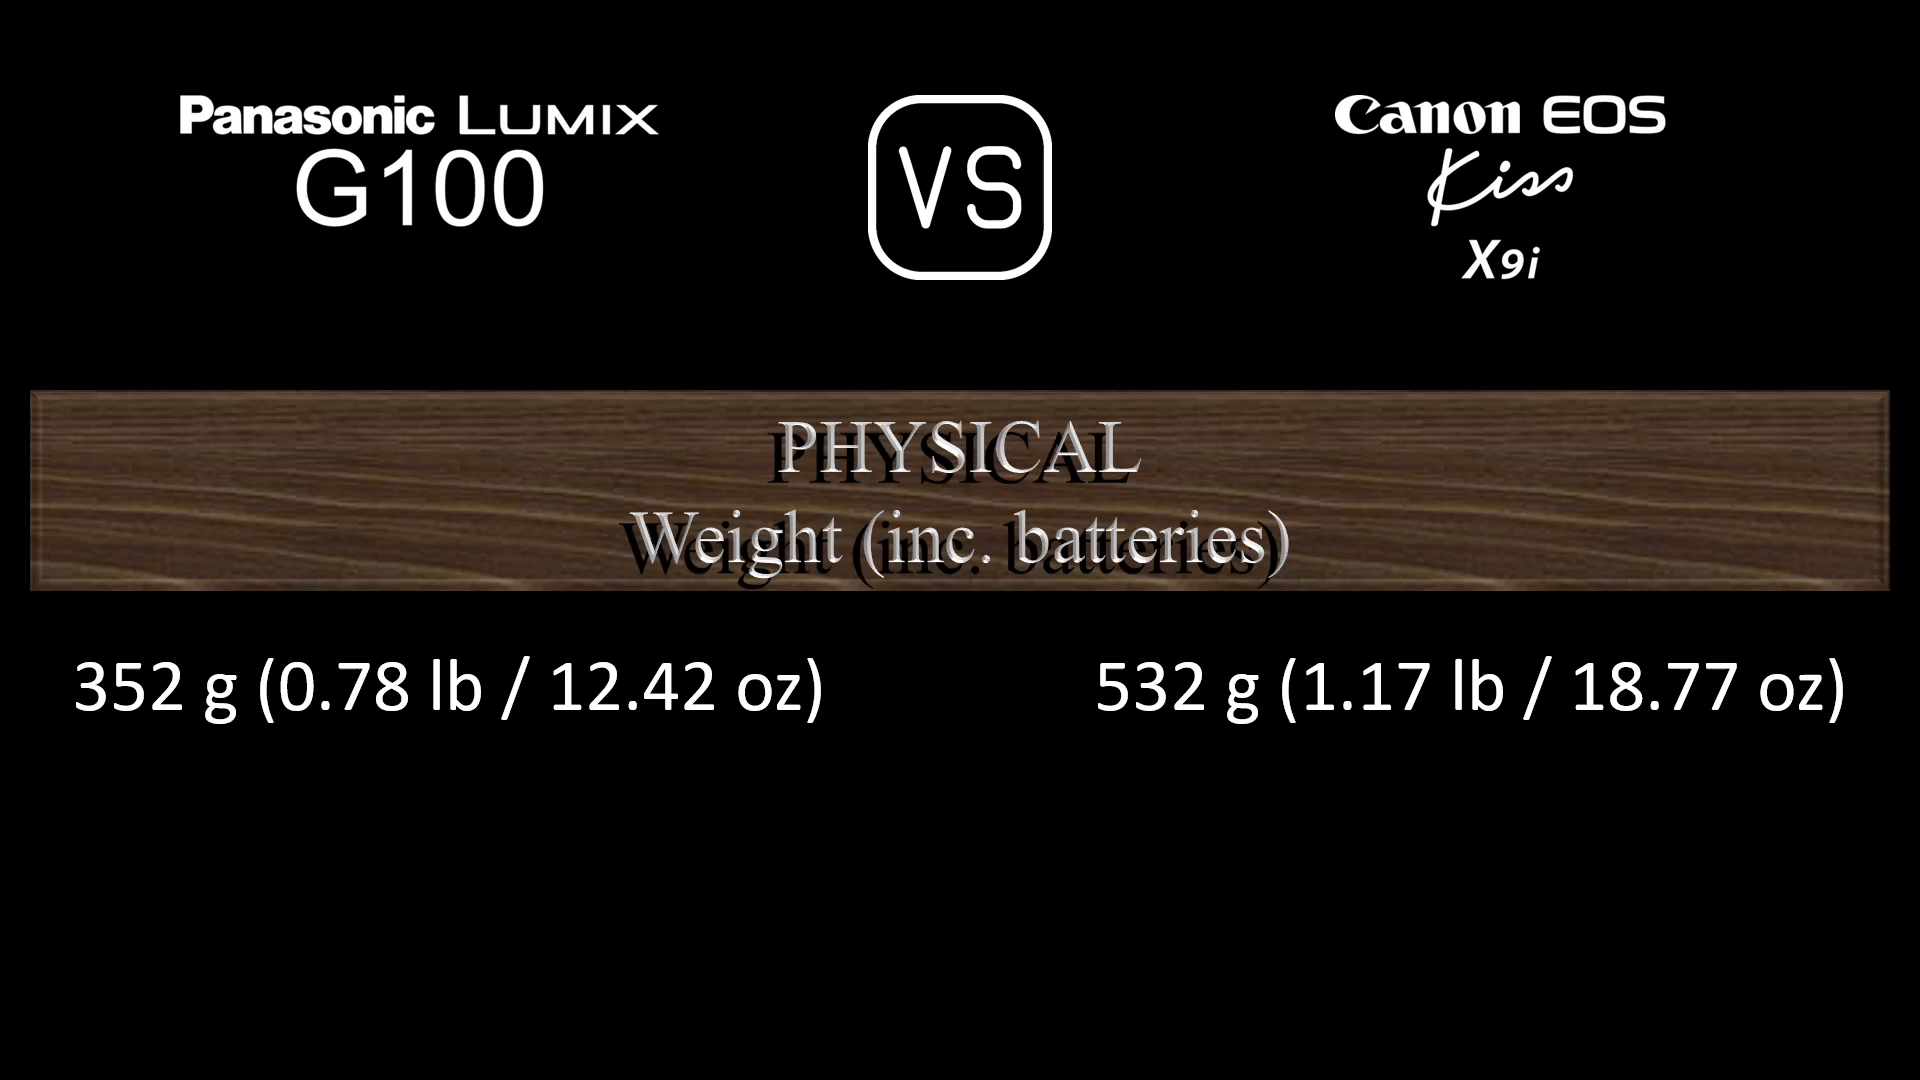 Panasonic LUMIX
G100
VS
Canon EOS
Kiss
X9i
PHYSICAL
Weight (inc. batteries)
352 g (0.78 lb / 12.42 oz)
532 g (1.17 lb / 18.77 oz)